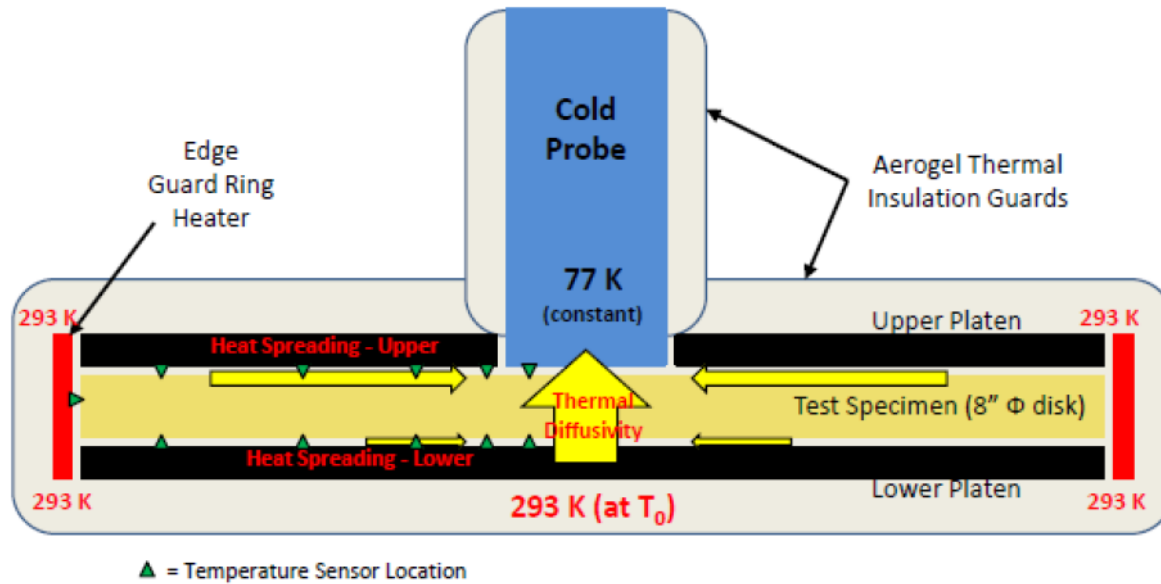 Cold
Probe
Edge
Guard Ring
Heater
Aerogel Thermal
Insulation Guards
77 K
(constant)
293 K
293 K
Upper Platen
Heat Spreading - Upper
Test Specimen (8" Φ disk)
Thermal
Diffusivity
Heat Spreading - Lower
Lower Platen
293 K
293 K (at T₀)
293 K
= Temperature Sensor Location